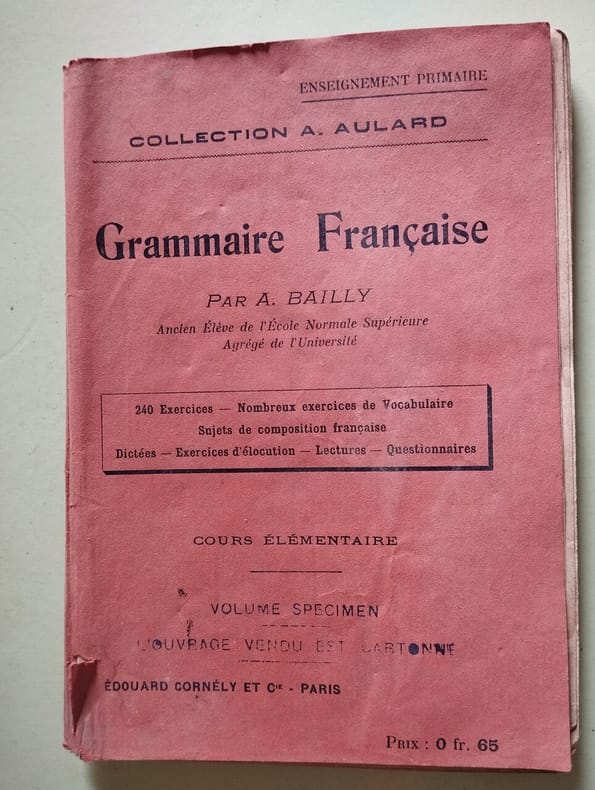 ENSEIGNEMENT PRIMAIRE
COLLECTION A. AULARD
Grammaire Française
PAR A. BAILLY
Ancien Élève de l'École Normale Supérieure
Agrégé de l'Université
240 Exercices — Nombreux exercices de Vocabulaire
Sujets de composition française
Dictées — Exercices d'élocution — Lectures — Questionnaires
COURS ÉLÉMENTAIRE
VOLUME SPECIMEN
L'OUVRAGE VENDU EST CARTONNÉ
ÉDOUARD CORNÉLY ET Cie - PARIS
PRIX : 0 fr. 65